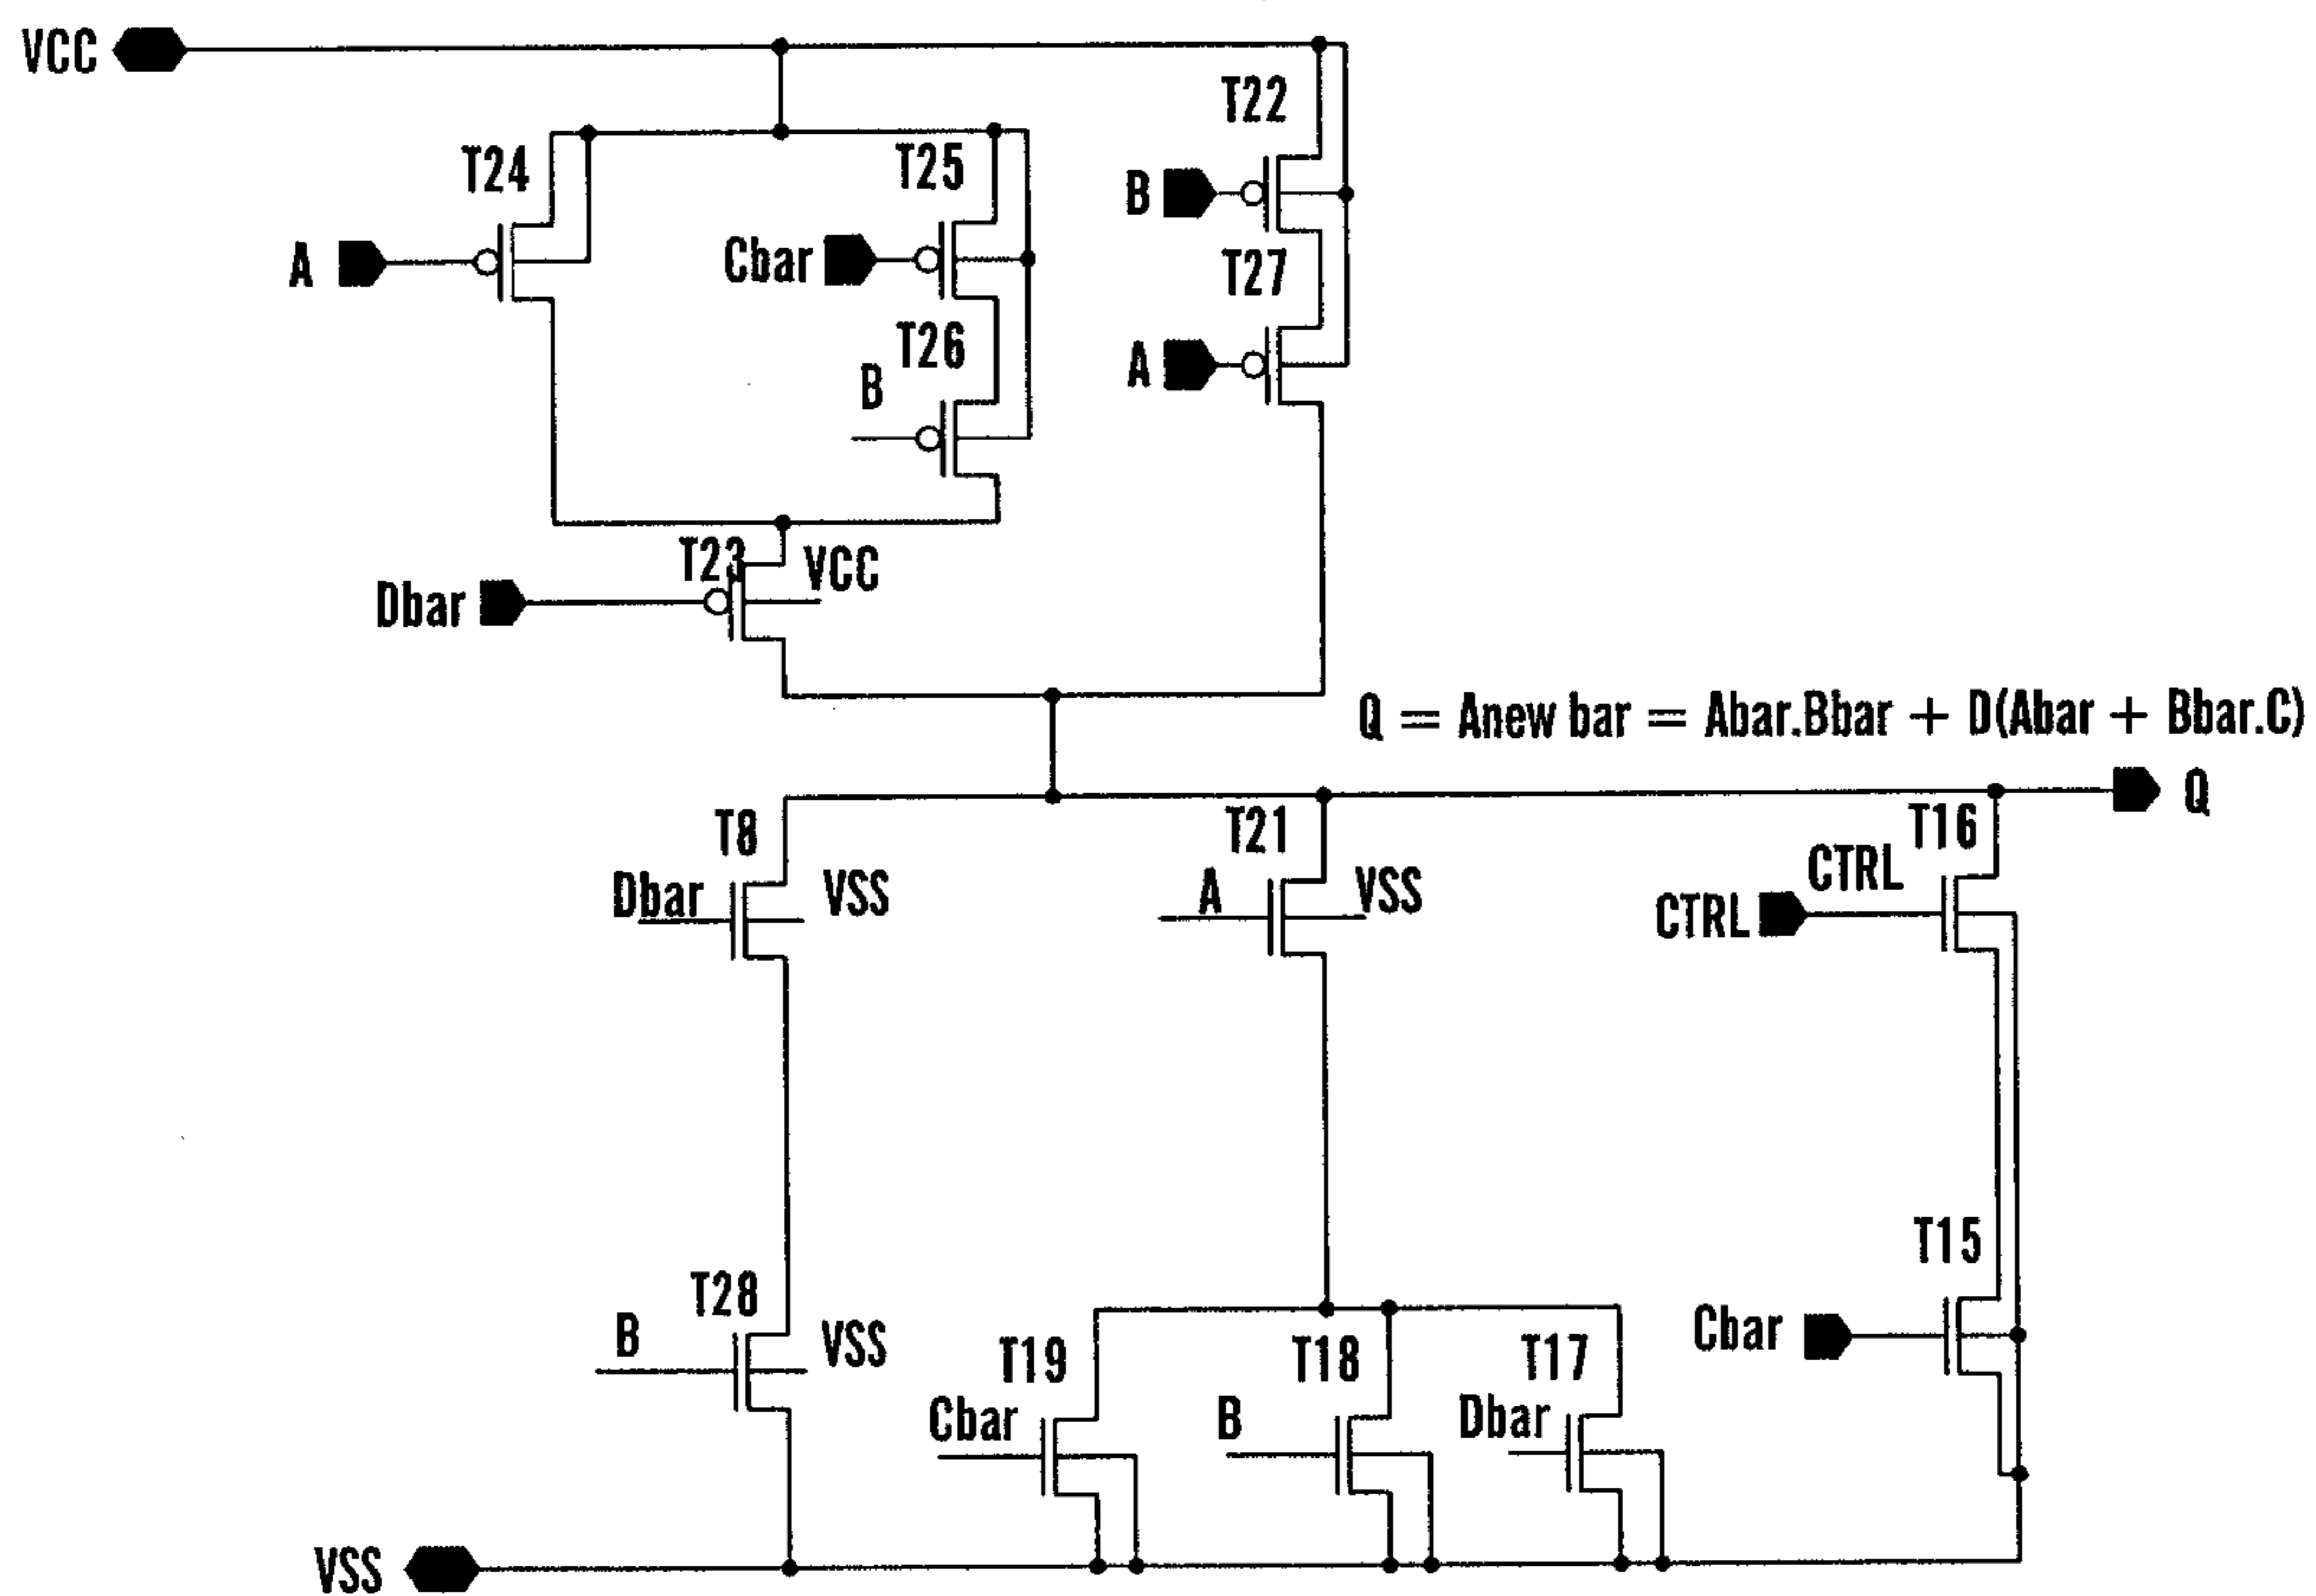 VCC
T22
T24
T25
B
A
Cbar
T27
T26
A
B
T23
VCC
Dbar
Q = Anew bar = Abar.Bbar + D(Abar + Bbar.C)
Q
T8
T21
T16
Dbar
VSS
A
VSS
CTRL
CTRL
T15
T28
B
VSS
Cbar
T19
T18
T17
Cbar
B
Dbar
VSS